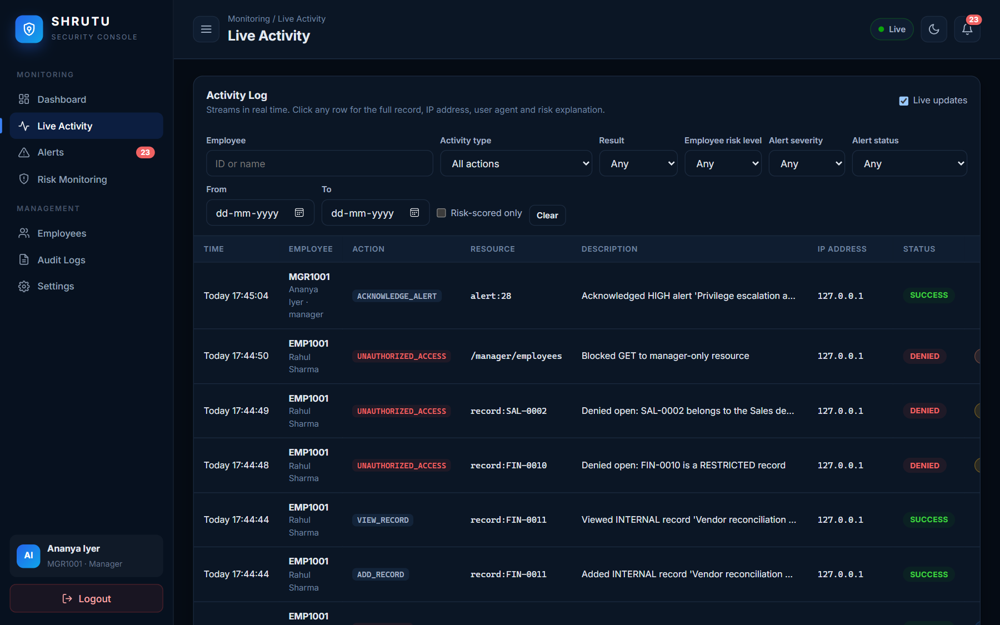 SHRUTU
SECURITY CONSOLE
MONITORING
Dashboard
Live Activity
Alerts
23
Risk Monitoring
MANAGEMENT
Employees
Audit Logs
Settings
AI
Ananya Iyer
MGR1001 · Manager
Logout
Monitoring / Live Activity
Live Activity
Live
23
Activity Log
Streams in real time. Click any row for the full record, IP address, user agent and risk explanation.
Live updates
Employee
Activity type
Result
Employee risk level
Alert severity
Alert status
ID or name
All actions
Any
Any
Any
Any
From
To
dd-mm-yyyy
dd-mm-yyyy
Risk-scored only
Clear
TIME
EMPLOYEE
ACTION
RESOURCE
DESCRIPTION
IP ADDRESS
STATUS
Today 17:45:04
MGR1001
Ananya
Iyer ·
manager
ACKNOWLEDGE_ALERT
alert:28
Acknowledged HIGH alert 'Privilege escalation a...
127.0.0.1
SUCCESS
Today 17:44:50
EMP1001
Rahul
Sharma
UNAUTHORIZED_ACCESS
/manager/employees
Blocked GET to manager-only resource
127.0.0.1
DENIED
Today 17:44:49
EMP1001
Rahul
Sharma
UNAUTHORIZED_ACCESS
record:SAL-0002
Denied open: SAL-0002 belongs to the Sales de...
127.0.0.1
DENIED
Today 17:44:48
EMP1001
Rahul
Sharma
UNAUTHORIZED_ACCESS
record:FIN-0010
Denied open: FIN-0010 is a RESTRICTED record
127.0.0.1
DENIED
Today 17:44:44
EMP1001
Rahul
Sharma
VIEW_RECORD
record:FIN-0011
Viewed INTERNAL record 'Vendor reconciliation ...
127.0.0.1
SUCCESS
Today 17:44:44
EMP1001
Rahul
Sharma
ADD_RECORD
record:FIN-0011
Added INTERNAL record 'Vendor reconciliation ...
127.0.0.1
SUCCESS
EMP1001